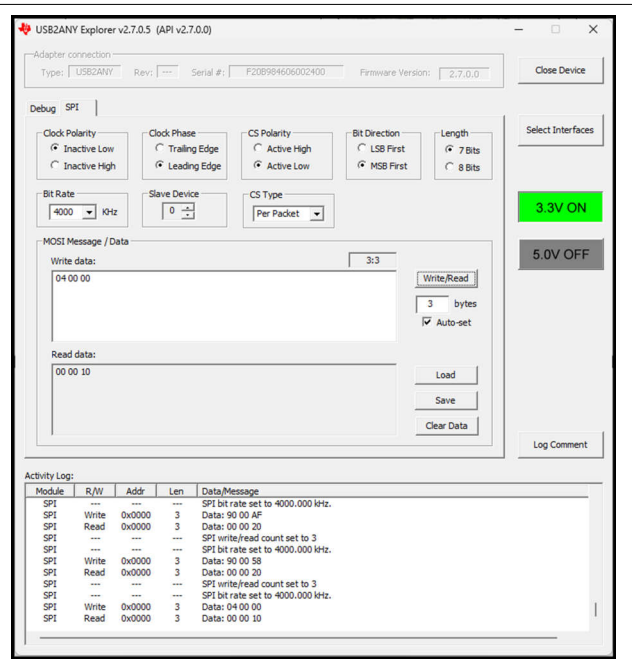 USB2ANY Explorer v2.7.0.5 (API v2.7.0.0)
Adapter connection
Type: USB2ANY Rev: --- Serial #: F20B984606002400 Firmware Version: 2.7.0.0
Close Device
Debug SPI
Clock Polarity Clock Phase CS Polarity Bit Direction Length
Select Interfaces
Inactive Low Trailing Edge Active High LSB First 7 Bits
Inactive High Leading Edge Active Low MSB First 8 Bits
Bit Rate Slave Device CS Type
4000 KHz 0 Per Packet
3.3V ON
MOSI Message / Data
5.0V OFF
Write data: 3:3
04 00 00 Write/Read
3 bytes
Auto-set
Read data:
00 00 10 Load
Save
Clear Data
Log Comment
Activity Log:
Module R/W Addr Len Data/Message
SPI --- --- --- SPI bit rate set to 4000.000 kHz.
SPI Write 0x0000 3 Data: 90 00 AF
SPI Read 0x0000 3 Data: 00 00 20
SPI --- --- --- SPI write/read count set to 3
SPI --- --- --- SPI bit rate set to 4000.000 kHz.
SPI Write 0x0000 3 Data: 90 00 58
SPI Read 0x0000 3 Data: 00 00 20
SPI --- --- --- SPI write/read count set to 3
SPI --- --- --- SPI bit rate set to 4000.000 kHz.
SPI Write 0x0000 3 Data: 04 00 00
SPI Read 0x0000 3 Data: 00 00 10